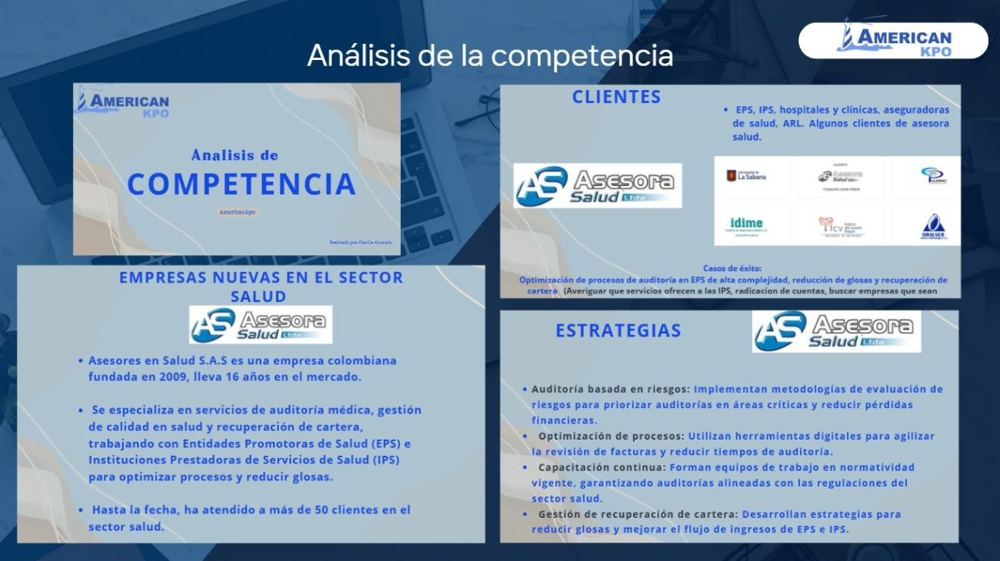 Análisis de la competencia
AMERICAN
KPO
AMERICAN
KPO
Analisis de
COMPETENCIA
Americankpo
Realizado por: Camila Alvarado
EMPRESAS NUEVAS EN EL SECTOR
SALUD
AS Asesora
Salud Ltda
• Asesores en Salud S.A.S es una empresa colombiana
fundada en 2009, lleva 16 años en el mercado.
• Se especializa en servicios de auditoría médica, gestión
de calidad en salud y recuperación de cartera,
trabajando con Entidades Promotoras de Salud (EPS) e
Instituciones Prestadoras de Servicios de Salud (IPS)
para optimizar procesos y reducir glosas.
• Hasta la fecha, ha atendido a más de 50 clientes en el
sector salud.
CLIENTES
• EPS, IPS, hospitales y clínicas, aseguradoras
de salud, ARL. Algunos clientes de asesora
salud.
AS Asesora
Salud Ltda
Universidad de
La Sabana
CLIENTE
AS Asesora
Salud
Fundación Cardio Infantil
PALERMO
idime
fcv Instituto
del corazón
ORALSER
Casos de éxito:
Optimización de procesos de auditoría en EPS de alta complejidad, reducción de glosas y recuperación de
cartera (Averiguar que servicios ofrecen a las IPS, radicacion de cuentas, buscar empresas que sean
ESTRATEGIAS
AS Asesora
Salud Ltda
• Auditoría basada en riesgos: Implementan metodologías de evaluación de
riesgos para priorizar auditorías en áreas críticas y reducir pérdidas
financieras.
• Optimización de procesos: Utilizan herramientas digitales para agilizar
la revisión de facturas y reducir tiempos de auditoría.
• Capacitación continua: Forman equipos de trabajo en normatividad
vigente, garantizando auditorías alineadas con las regulaciones del
sector salud.
• Gestión de recuperación de cartera: Desarrollan estrategias para
reducir glosas y mejorar el flujo de ingresos de EPS e IPS.